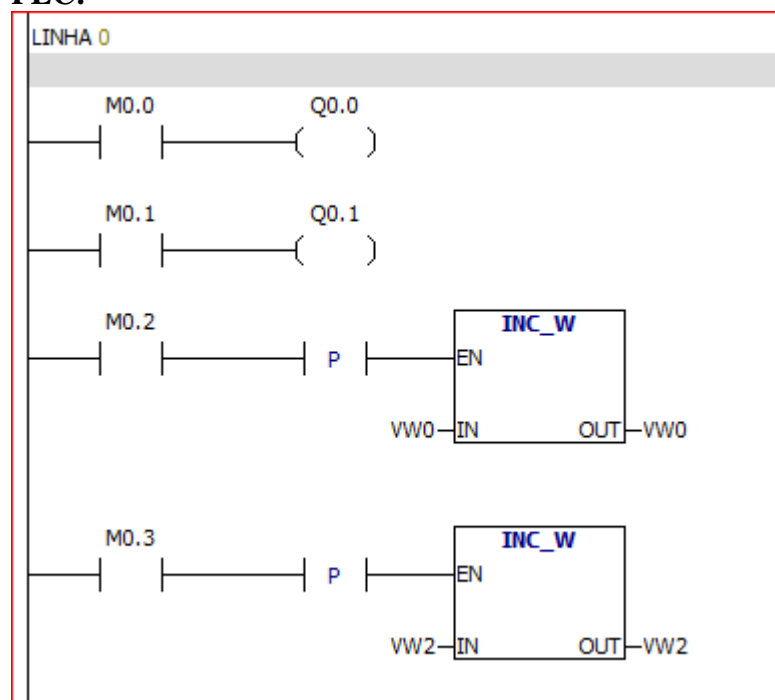 LINHA 0
M0.0 Q0.0
M0.1 Q0.1
M0.2
P
INC_W
EN
VW0 IN OUT VW0
M0.3
P
INC_W
EN
VW2 IN OUT VW2